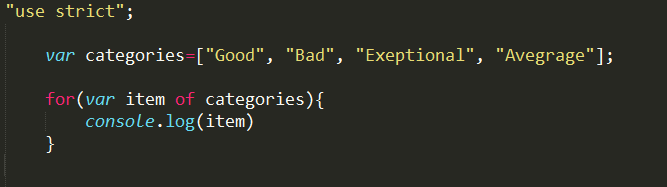 "use strict";
var categories=["Good", "Bad", "Exeptional", "Avegrage"];
for(var item of categories){
console.log(item)
}